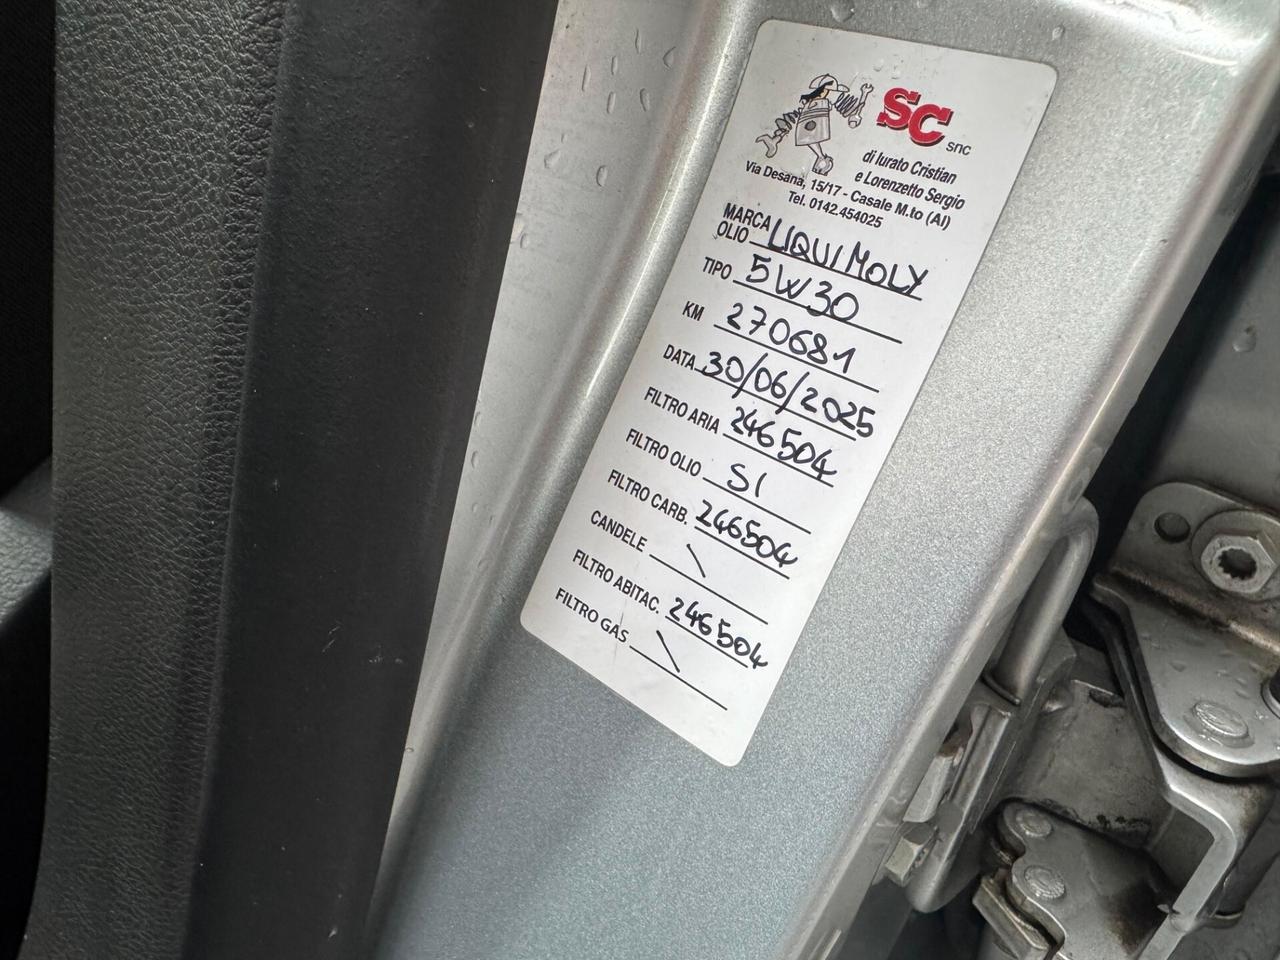 SC snc
di Iurato Cristian
e Lorenzetto Sergio
Via Desana, 15/17 - Casale M.to (Al)
Tel. 0142.454025
MARCA OLIO LIQUI MOLY
TIPO 5W30
KM 270681
DATA 30/06/2025
FILTRO ARIA 246504
FILTRO OLIO SI
FILTRO CARB. 246504
CANDELE \
FILTRO ABITAC. 246504
FILTRO GAS \